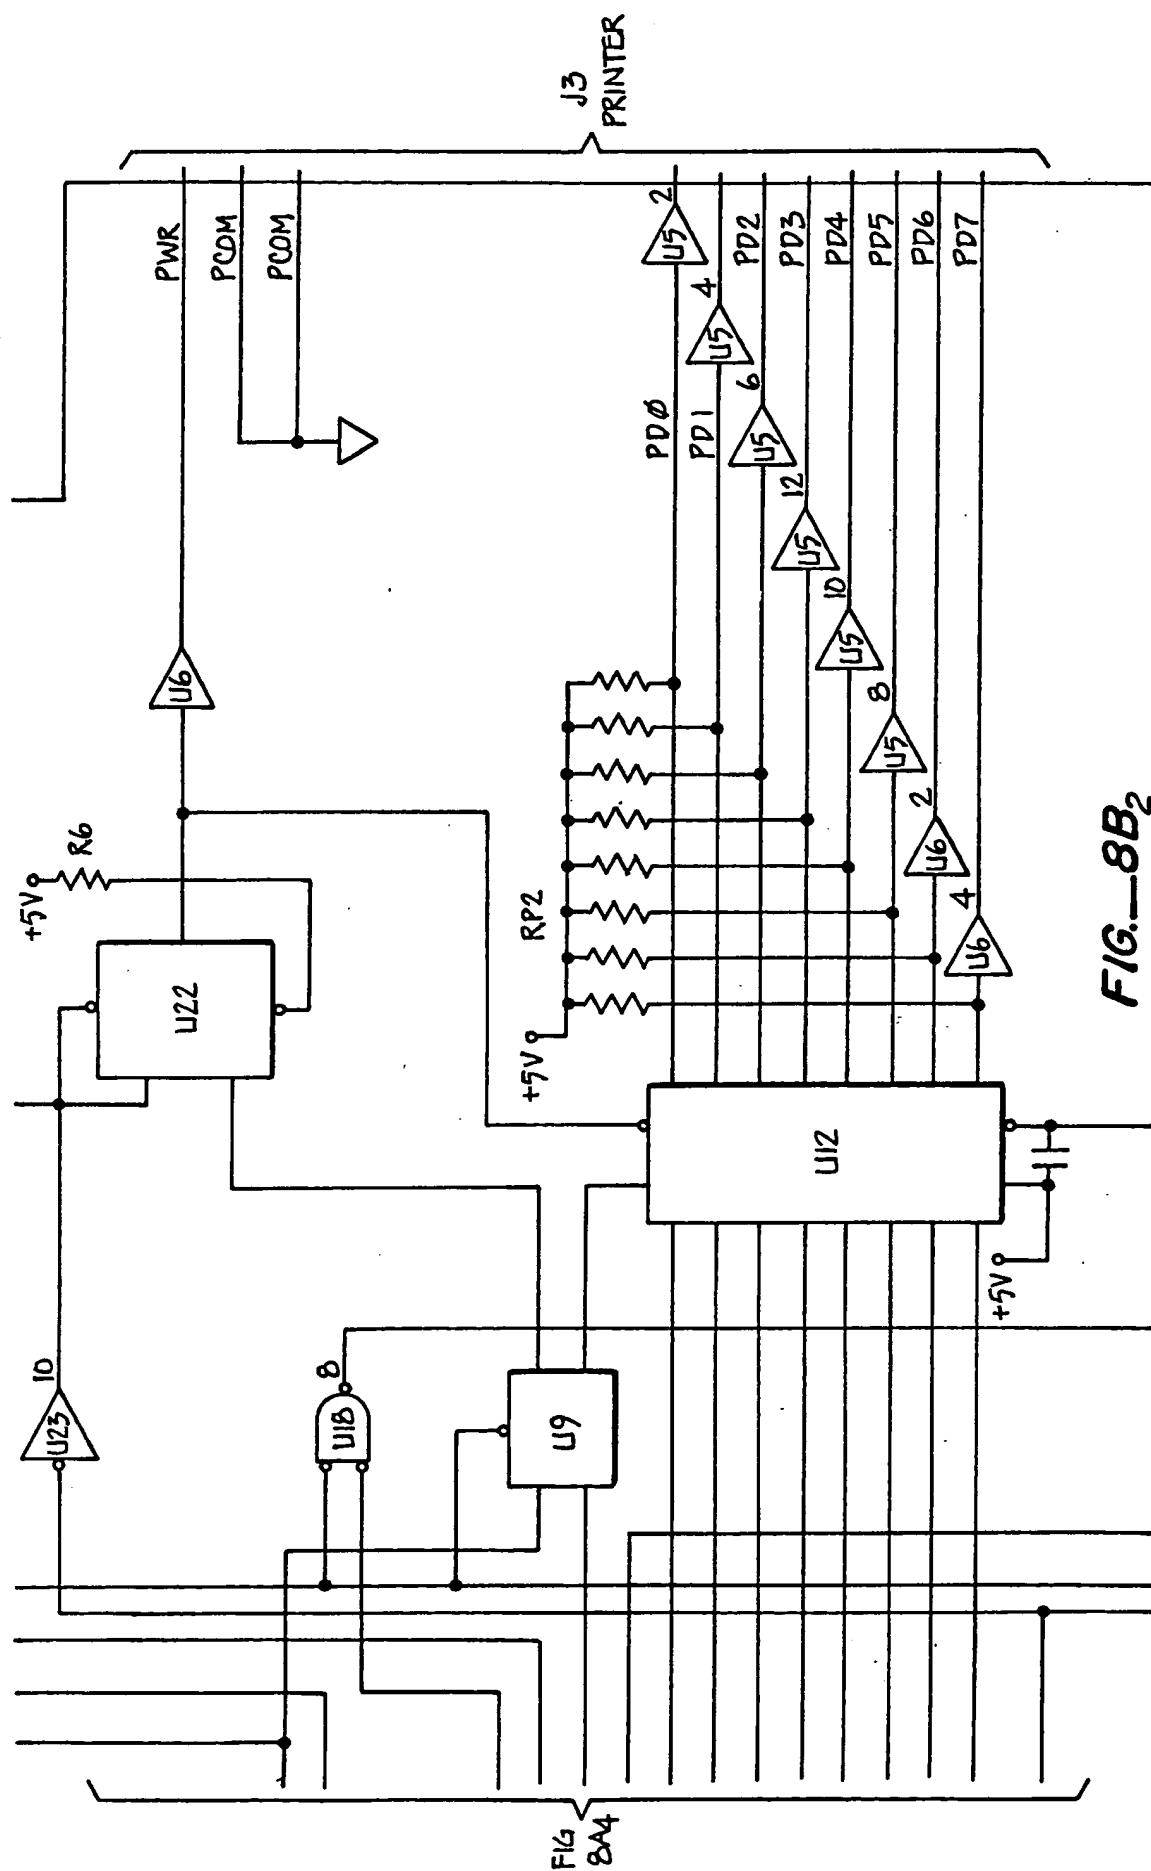 J3
PRINTER
PWR
PCOM
PCOM
+5V
R6
U6
U22
U23
10
U18
8
U9
+5V
RP2
PDØ
U5
2
PD1
U5
4
U5
6
PD2
U5
12
PD3
U5
10
PD4
U5
8
PD5
U6
2
PD6
U6
4
PD7
U12
+5V
FIG
8A4
FIG.—8B2